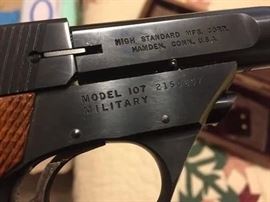 HIGH STANDARD MFG. CORP.
HAMDEN, CONN. U.S.A.
MODEL 107
MILITARY